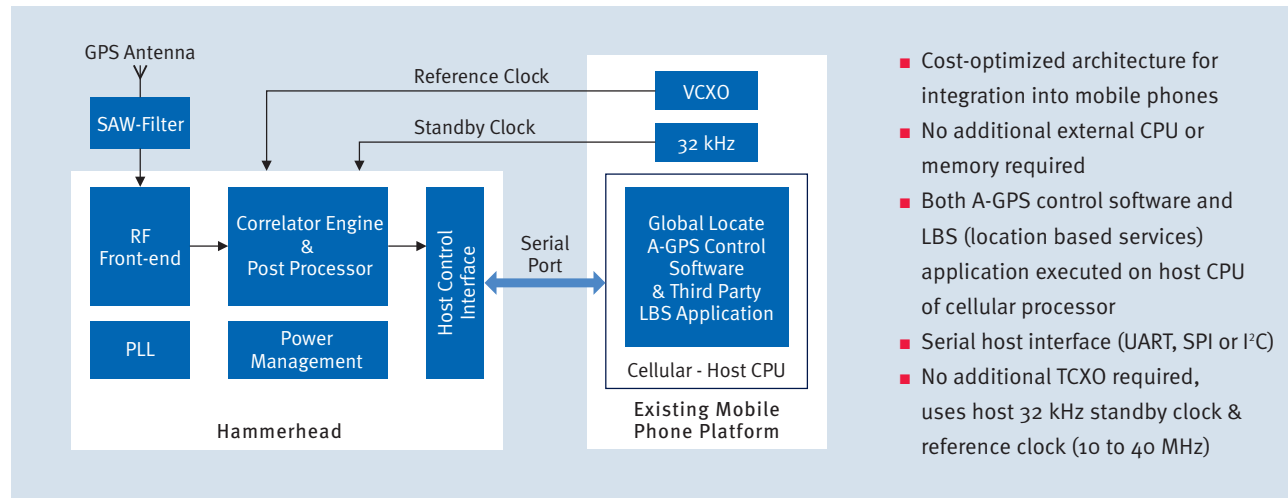 GPS Antenna
SAW-Filter
Reference Clock
Standby Clock
VCXO
32 kHz
RF
Front-end
Correlator Engine
&
Post Processor
Host Control
Interface
PLL
Power
Management
Hammerhead
Serial
Port
Global Locate
A-GPS Control
Software
& Third Party
LBS Application
Cellular - Host CPU
Existing Mobile
Phone Platform
■ Cost-optimized architecture for
integration into mobile phones
■ No additional external CPU or
memory required
■ Both A-GPS control software and
LBS (location based services)
application executed on host CPU
of cellular processor
■ Serial host interface (UART, SPI or I²C)
■ No additional TCXO required,
uses host 32 kHz standby clock &
reference clock (10 to 40 MHz)